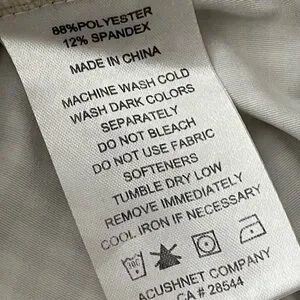 88%POLYESTER
12% SPANDEX
MADE IN CHINA
MACHINE WASH COLD
WASH DARK COLORS
SEPARATELY
DO NOT BLEACH
DO NOT USE FABRIC
SOFTENERS
TUMBLE DRY LOW
REMOVE IMMEDIATELY
COOL IRON IF NECESSARY
ACUSHNET COMPANY
CA # 28544